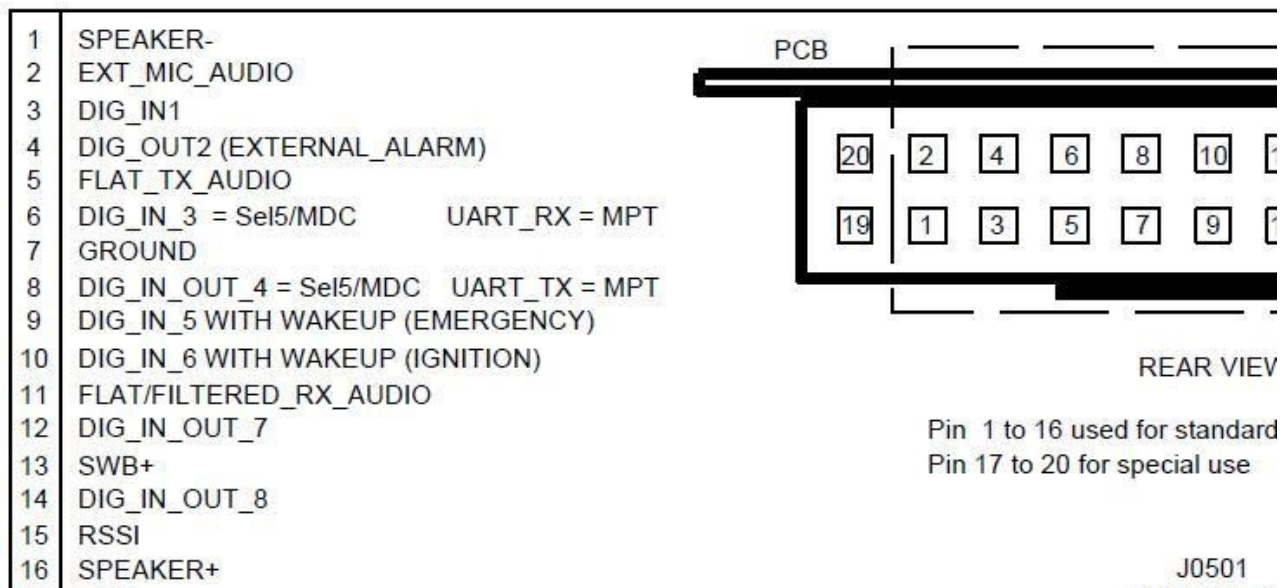 1 SPEAKER-
2 EXT_MIC_AUDIO
3 DIG_IN1
4 DIG_OUT2 (EXTERNAL_ALARM)
5 FLAT_TX_AUDIO
6 DIG_IN_3 = Sel5/MDC UART_RX = MPT
7 GROUND
8 DIG_IN_OUT_4 = Sel5/MDC UART_TX = MPT
9 DIG_IN_5 WITH WAKEUP (EMERGENCY)
10 DIG_IN_6 WITH WAKEUP (IGNITION)
11 FLAT/FILTERED_RX_AUDIO
12 DIG_IN_OUT_7
13 SWB+
14 DIG_IN_OUT_8
15 RSSI
16 SPEAKER+
PCB
20 2 4 6 8 10
19 1 3 5 7 9
REAR VIEW
Pin 1 to 16 used for standard
Pin 17 to 20 for special use
J0501